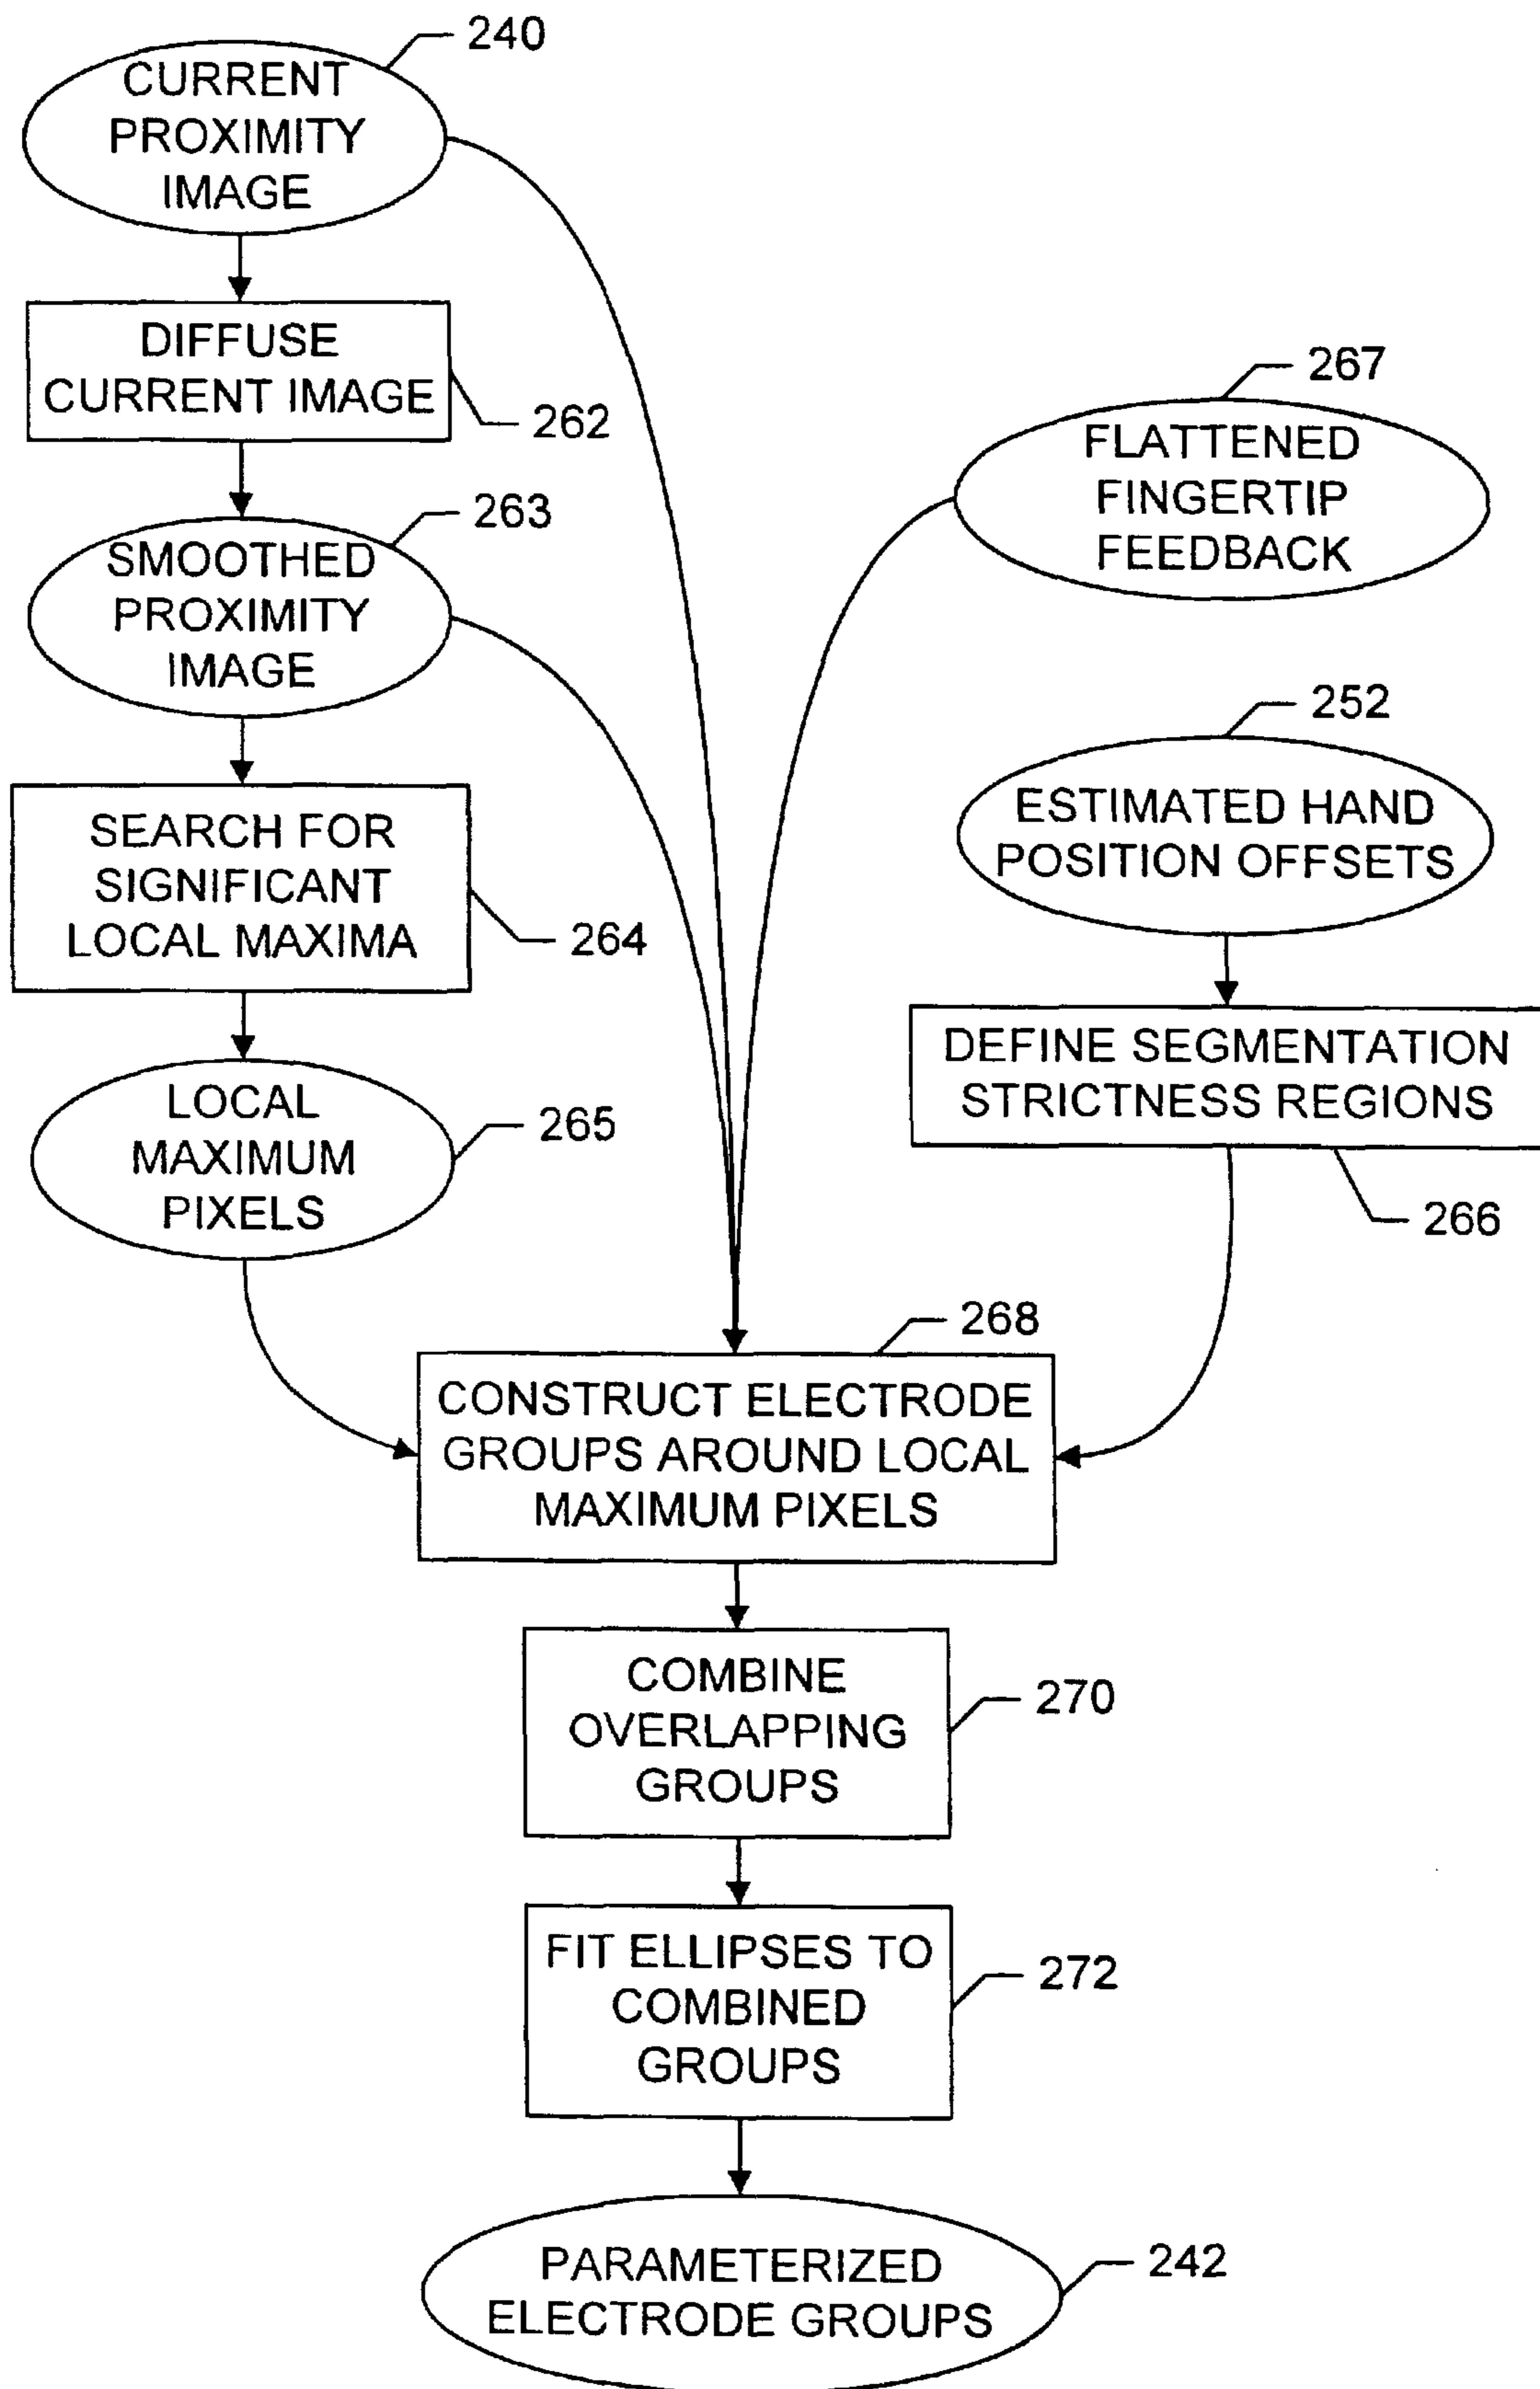 240
CURRENT
PROXIMITY
IMAGE
DIFFUSE
CURRENT IMAGE
262
263
SMOOTHED
PROXIMITY
IMAGE
SEARCH FOR
SIGNIFICANT
LOCAL MAXIMA
264
LOCAL
MAXIMUM
PIXELS
265
267
FLATTENED
FINGERTIP
FEEDBACK
252
ESTIMATED HAND
POSITION OFFSETS
DEFINE SEGMENTATION
STRICTNESS REGIONS
266
268
CONSTRUCT ELECTRODE
GROUPS AROUND LOCAL
MAXIMUM PIXELS
COMBINE
OVERLAPPING
GROUPS
270
FIT ELLIPSES TO
COMBINED
GROUPS
272
PARAMETERIZED
ELECTRODE GROUPS
242